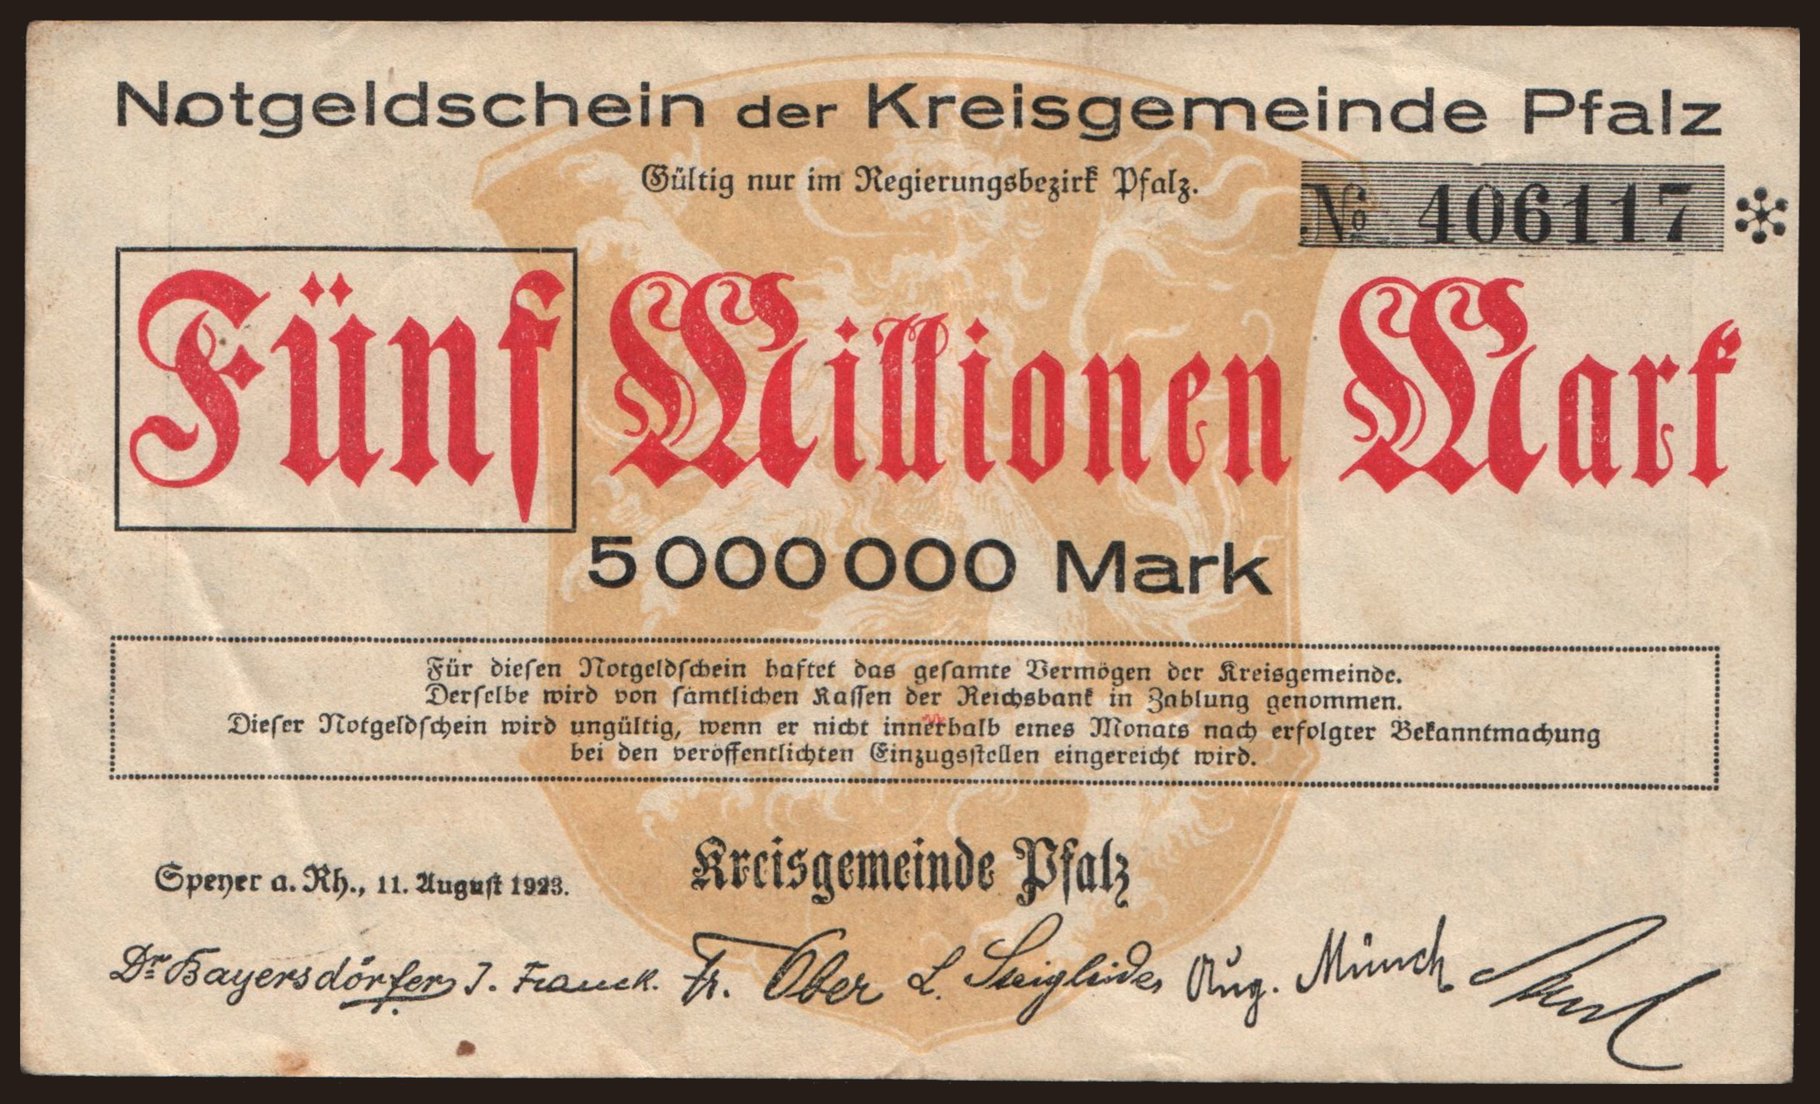 Notgeldschein der Kreisgemeinde Pfalz
Gültig nur im Regierungsbezirk Pfalz.
№ 406117 *
Fünf Millionen Mark
5 000 000 Mark
Für diesen Notgeldschein haftet das gesamte Vermögen der Kreisgemeinde.
Derselbe wird von sämtlichen Kassen der Reichsbank in Zahlung genommen.
Dieser Notgeldschein wird ungültig, wenn er nicht innerhalb eines Monats nach erfolgter Bekanntmachung
bei den veröffentlichten Einzugsstellen eingereicht wird.
Speyer a. Rh., 11. August 1923.
Kreisgemeinde Pfalz
Dr. Bayersdörfer J. Franck. Fr. Ober L. Aug. Münch